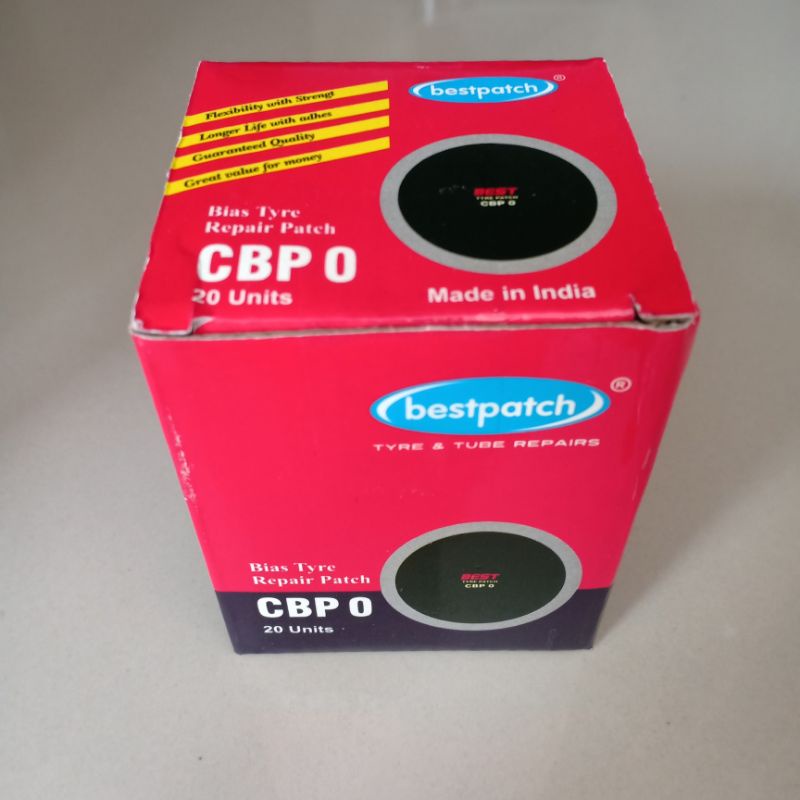 Flexibility with Strengt
Longer Life with adhes
Guaranteed Quality
Great value for money
bestpatch®
BEST
TYRE PATCH
CBP 0
Bias Tyre
Repair Patch
CBP 0
20 Units
Made in India
bestpatch®
TYRE & TUBE REPAIRS
BEST
TYRE PATCH
CBP 0
Bias Tyre
Repair Patch
CBP 0
20 Units